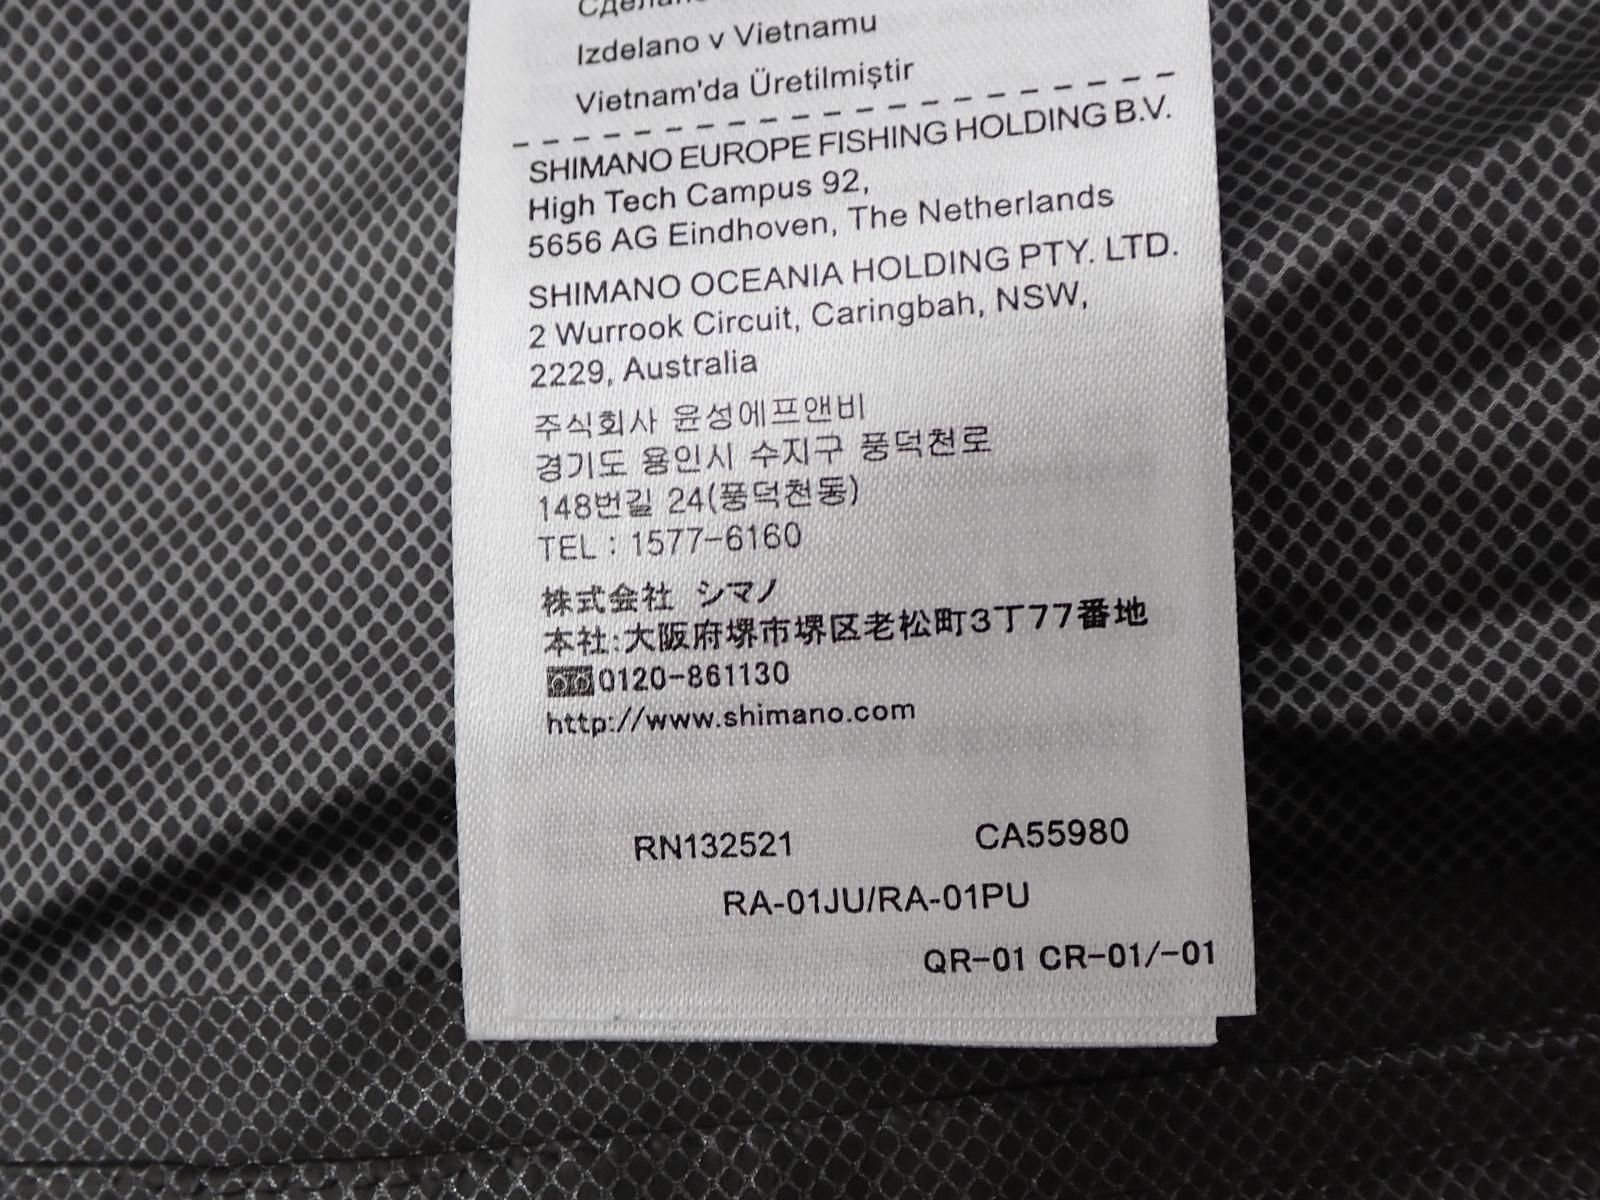 Сделано
Izdelano v Vietnamu
Vietnam'da Üretilmiştir
SHIMANO EUROPE FISHING HOLDING B.V.
High Tech Campus 92,
5656 AG Eindhoven, The Netherlands
SHIMANO OCEANIA HOLDING PTY. LTD.
2 Wurrook Circuit, Caringbah, NSW,
2229, Australia
주식회사 윤성에프앤비
경기도 용인시 수지구 풍덕천로
148번길 24(풍덕천동)
TEL : 1577-6160
株式会社 シマノ
本社:大阪府堺市堺区老松町3丁77番地
0120-861130
http://www.shimano.com
RN132521 CA55980
RA-01JU/RA-01PU
QR-01 CR-01/-01